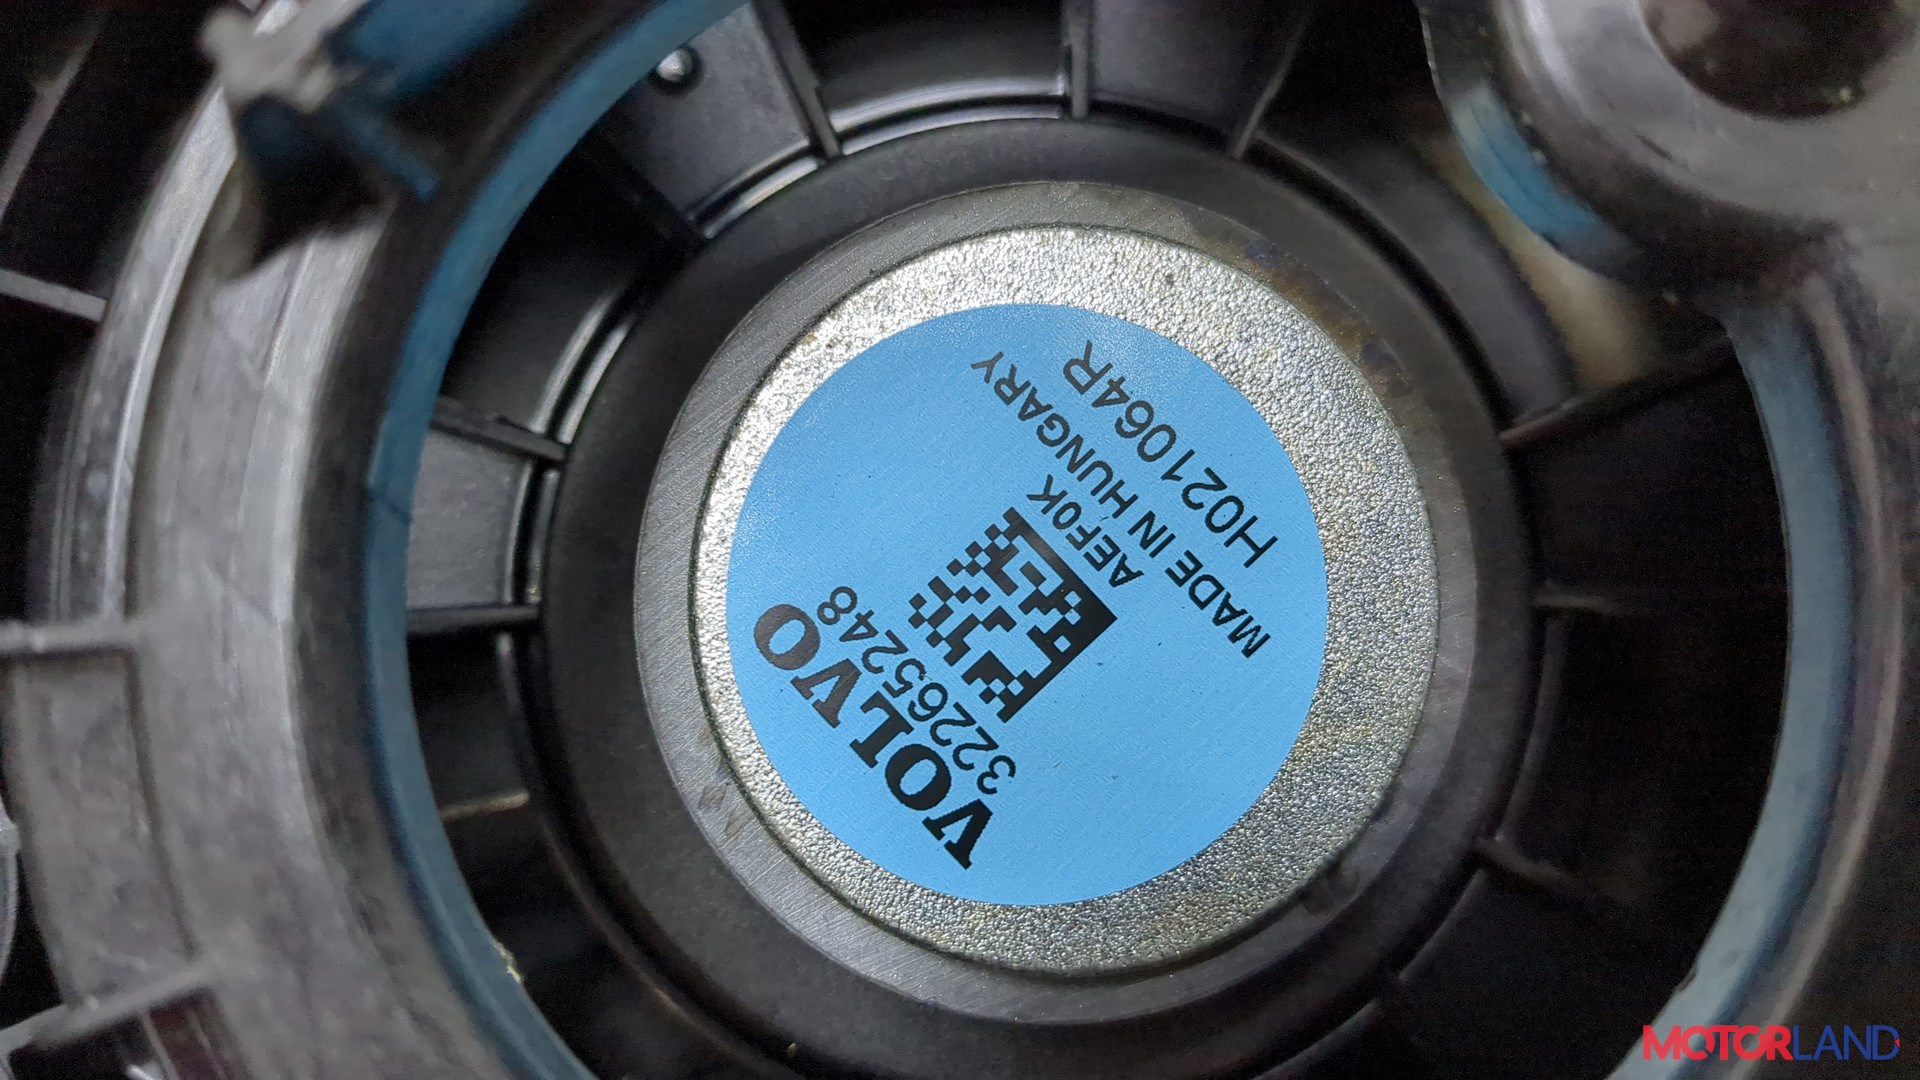 VOLVO
32265248
AEF0K
MADE IN HUNGARY
H021064R
MOTORLAND